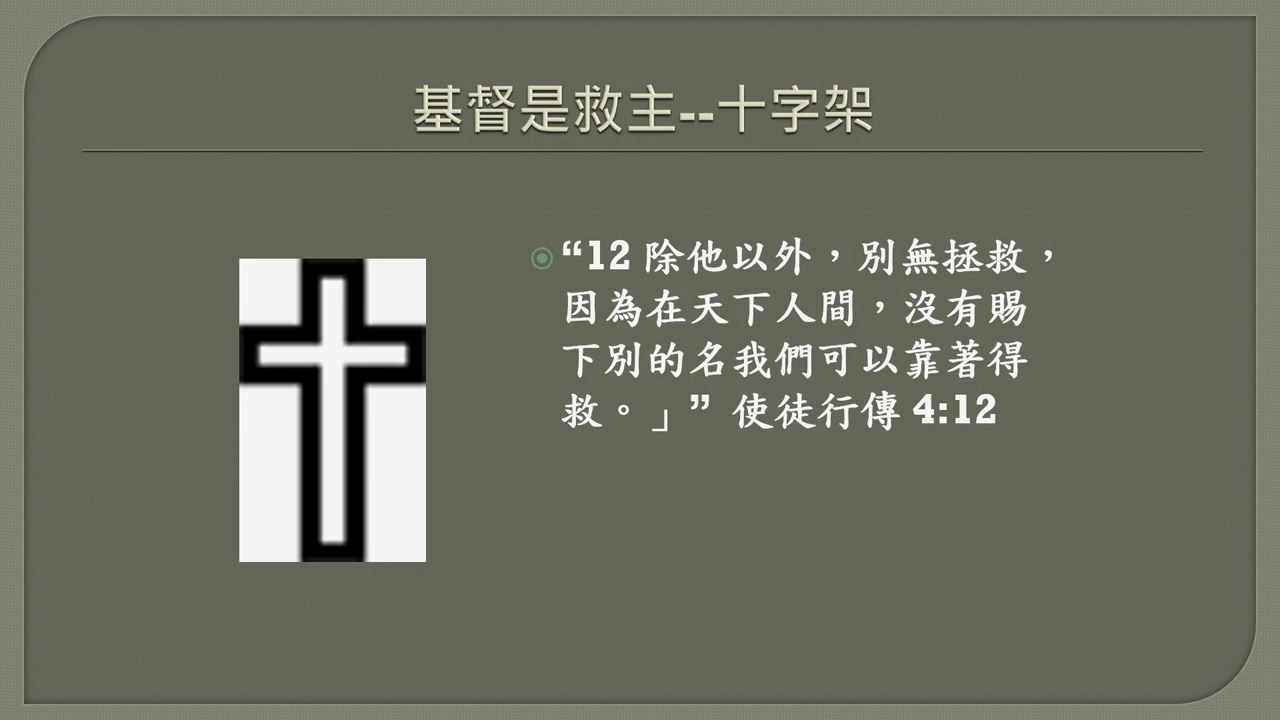 基督是救主--十字架
“12 除他以外，別無拯救，
因為在天下人間，沒有賜
下別的名我們可以靠著得
救。」” 使徒行傳 4:12